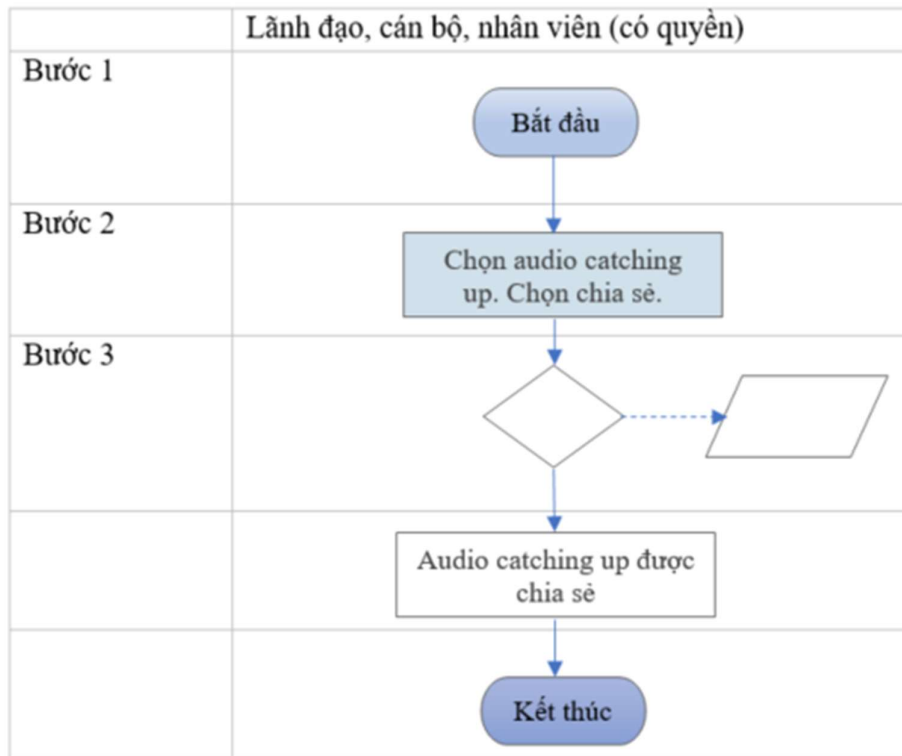 Lãnh đạo, cán bộ, nhân viên (có quyền)
Bước 1
Bắt đầu
Bước 2
Chọn audio catching
up. Chọn chia sẻ.
Bước 3
Audio catching up được
chia sẻ
Kết thúc